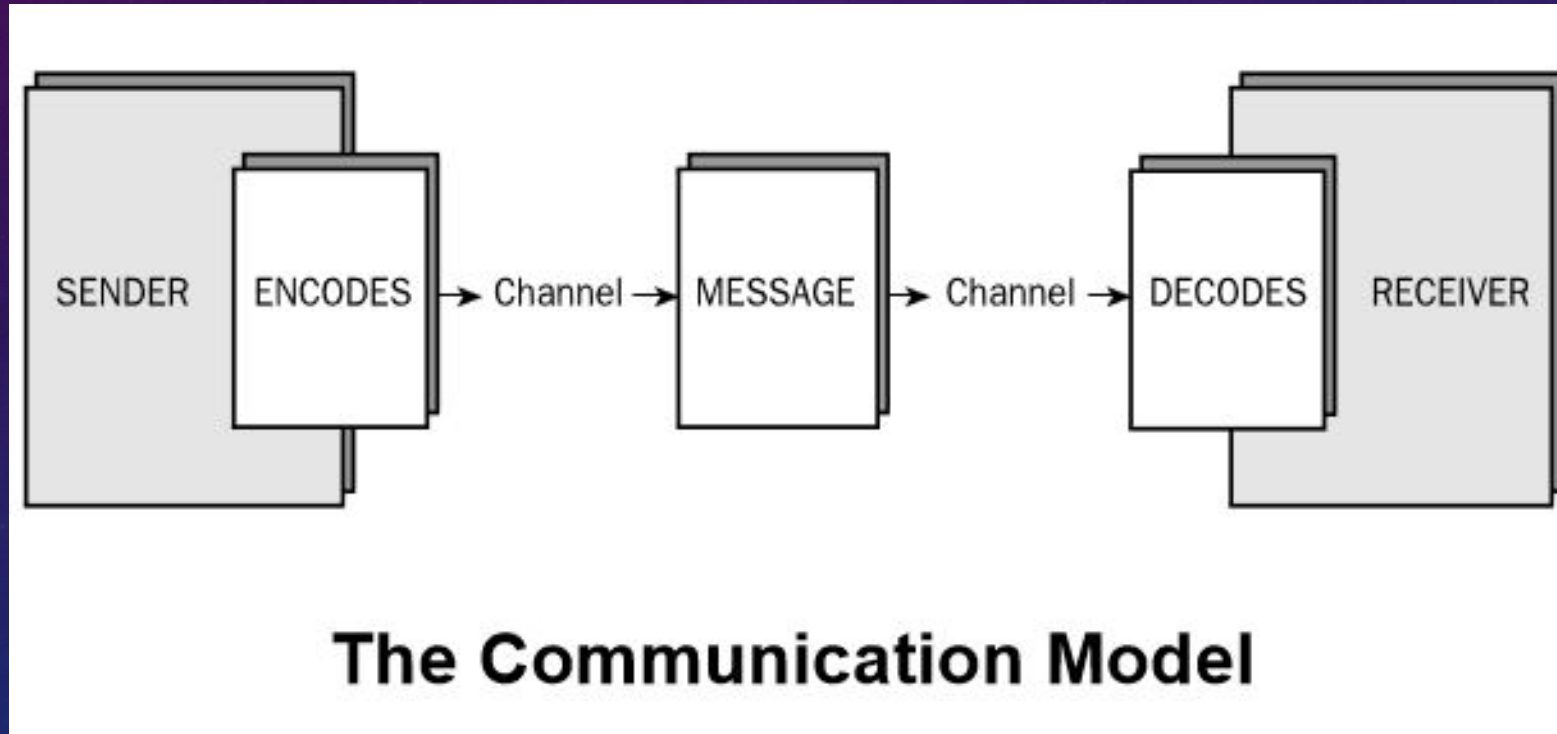 SENDER ENCODES Channel MESSAGE Channel DECODES RECEIVER
The Communication Model